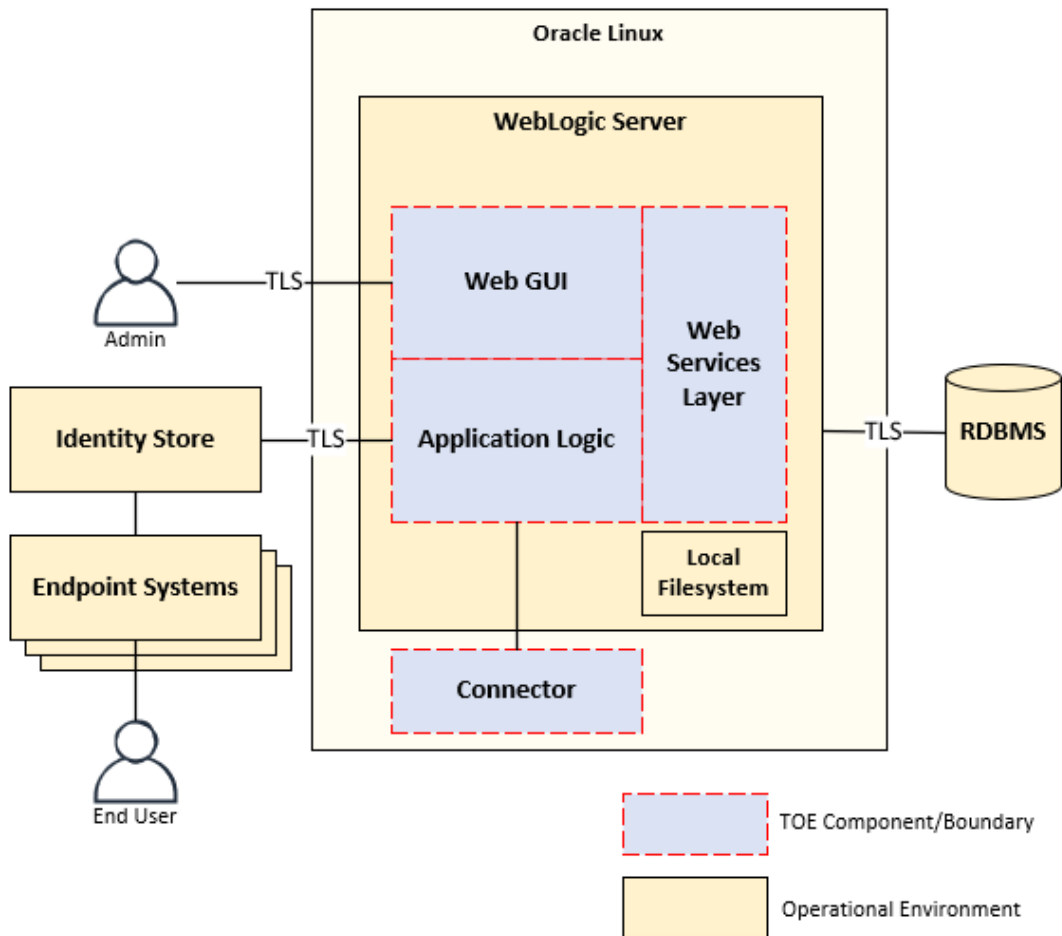 Oracle Linux
WebLogic Server
Web GUI
TLS
Admin
Web
Services
Layer
Identity Store
TLS
Application Logic
TLS
RDBMS
Endpoint Systems
Local
Filesystem
Connector
End User
TOE Component/Boundary
Operational Environment